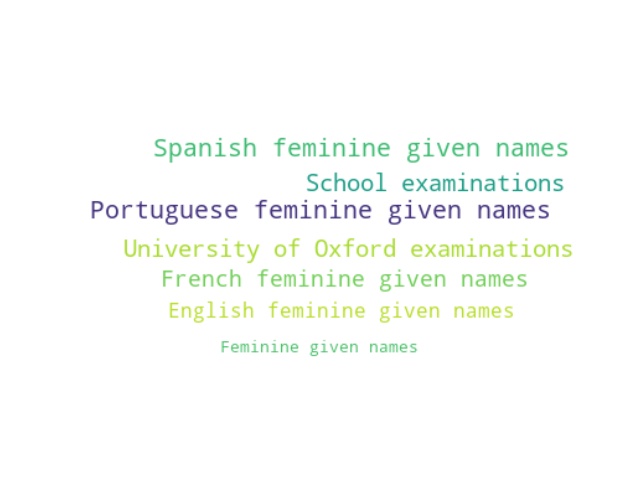 Spanish feminine given names
School examinations
Portuguese feminine given names
University of Oxford examinations
French feminine given names
English feminine given names
Feminine given names